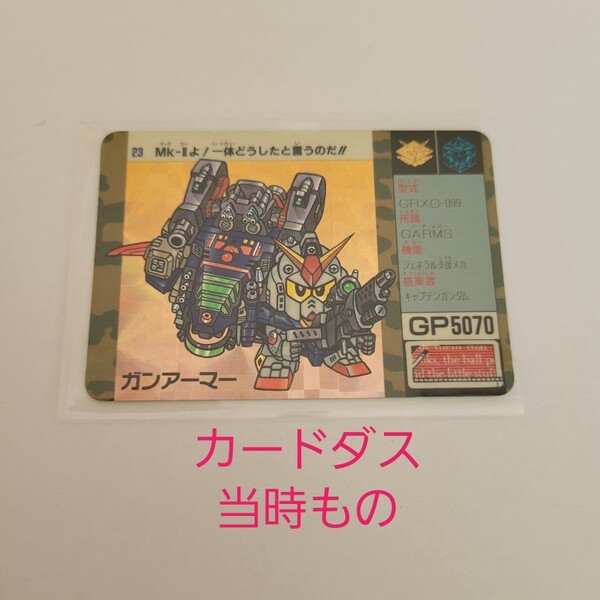 23 Mk-IIよ!一体どうしたと言うのだ!!
型式
GRXC-099
所属
GARMS
機能
ジェネラル支援メカ
搭乗者
キャプテンガンダム
GP5070
ガンアーマー
カードダス
当時もの